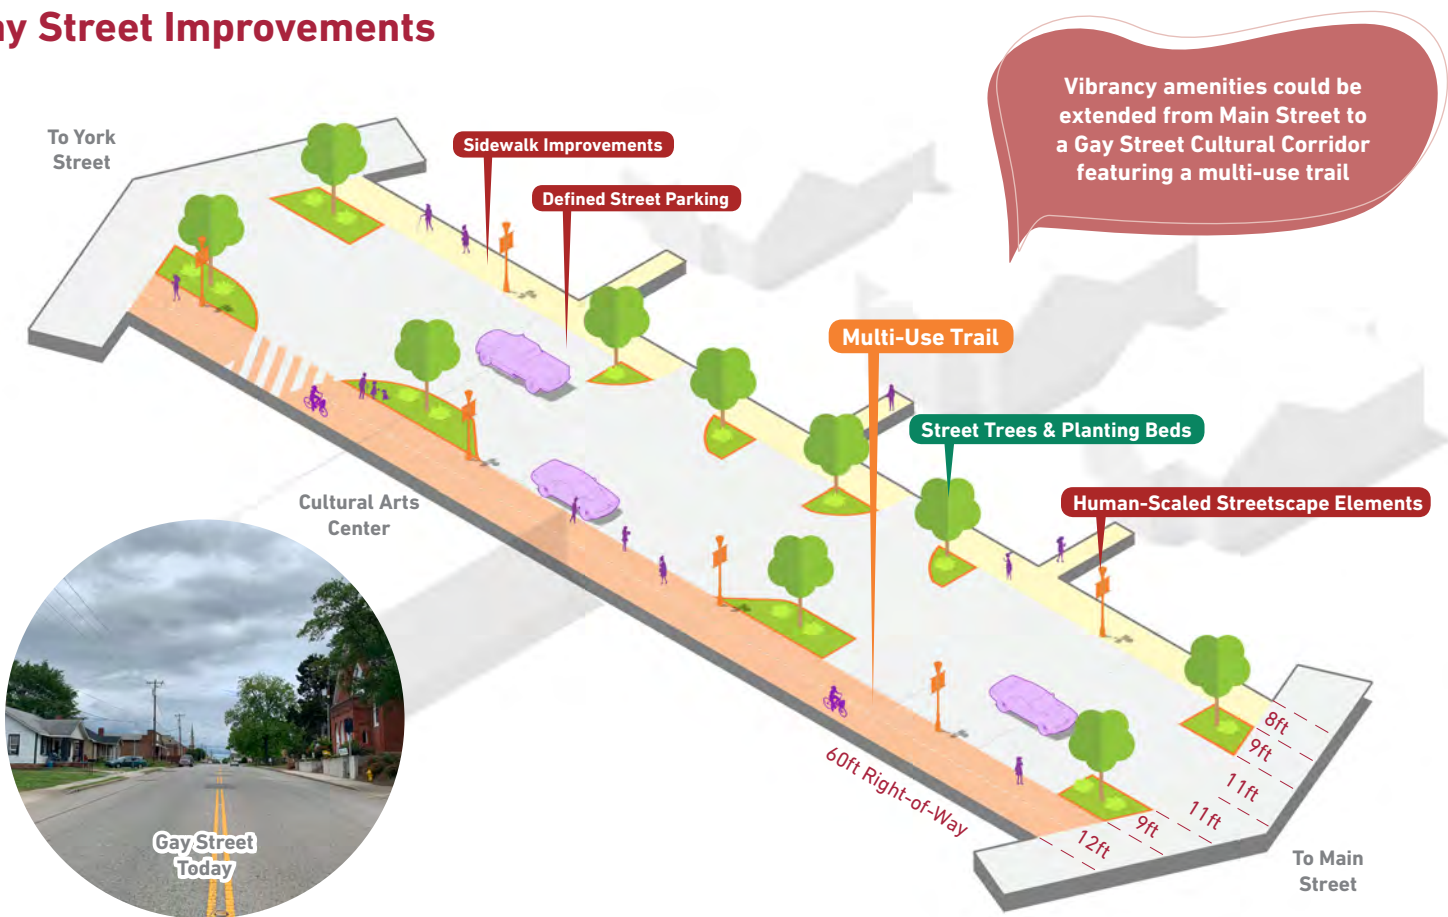 ay Street Improvements
Vibrancy amenities could be
extended from Main Street to
a Gay Street Cultural Corridor
featuring a multi-use trail
To York
Street
Sidewalk Improvements
Defined Street Parking
Multi-Use Trail
Street Trees & Planting Beds
Human-Scaled Streetscape Elements
Cultural Arts
Center
60ft Right-of-Way
8ft
9ft
11ft
11ft
9ft
12ft
Gay Street
Today
To Main
Street